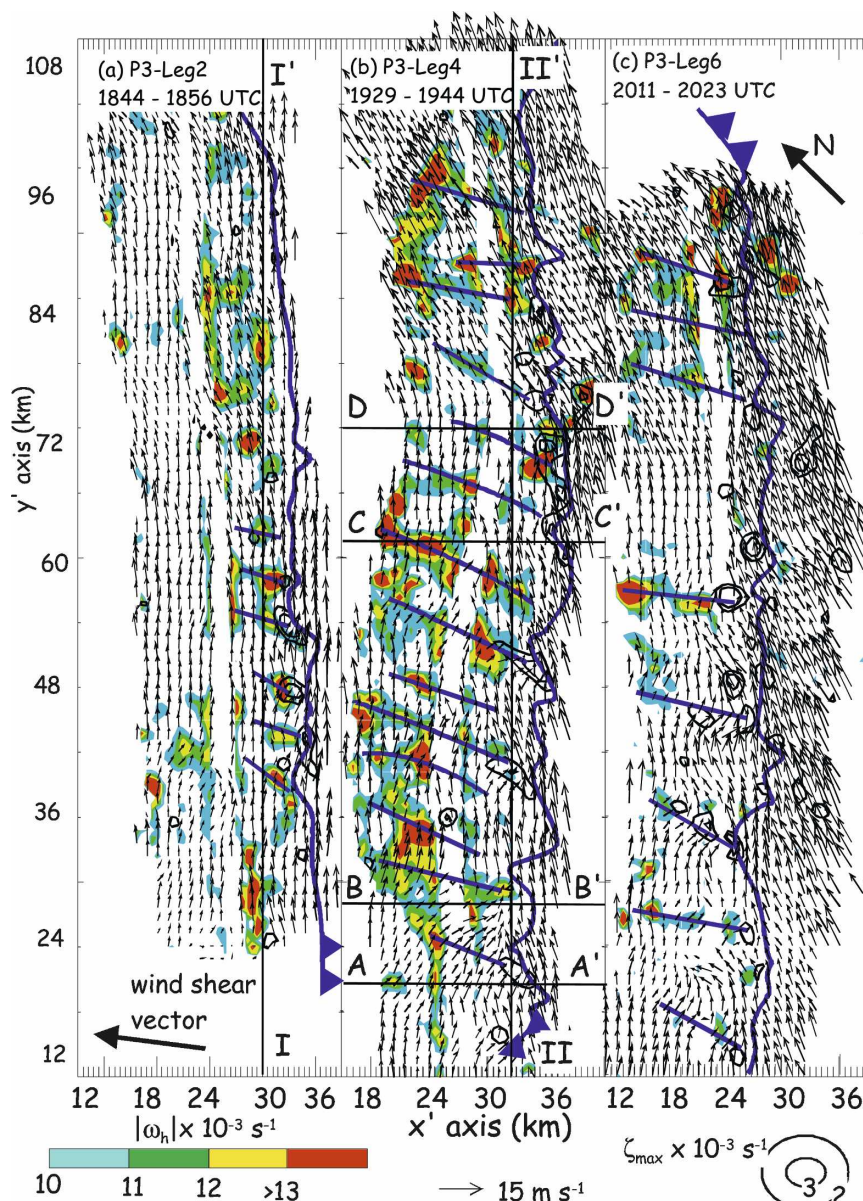 (a) P3-Leg2
1844 - 1856 UTC
I'
(b) P3-Leg4
1929 - 1944 UTC
II'
(c) P3-Leg6
2011 - 2023 UTC
N
108
96
84
72
60
48
36
24
12
y' axis (km)
D
D'
C
C'
B
B'
A
A'
wind shear
vector
I
II
12 18 24 30 36
18 24 30 36
12 18 24 30 36
x' axis (km)
|ω_h| x 10⁻³ s⁻¹
10 11 12 >13
15 m s⁻¹
ζ_max x 10⁻³ s⁻¹
3
2